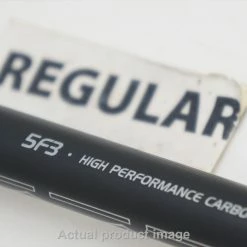 REGULAR
5F3 · HIGH PERFORMANCE CARBO
Actual product image